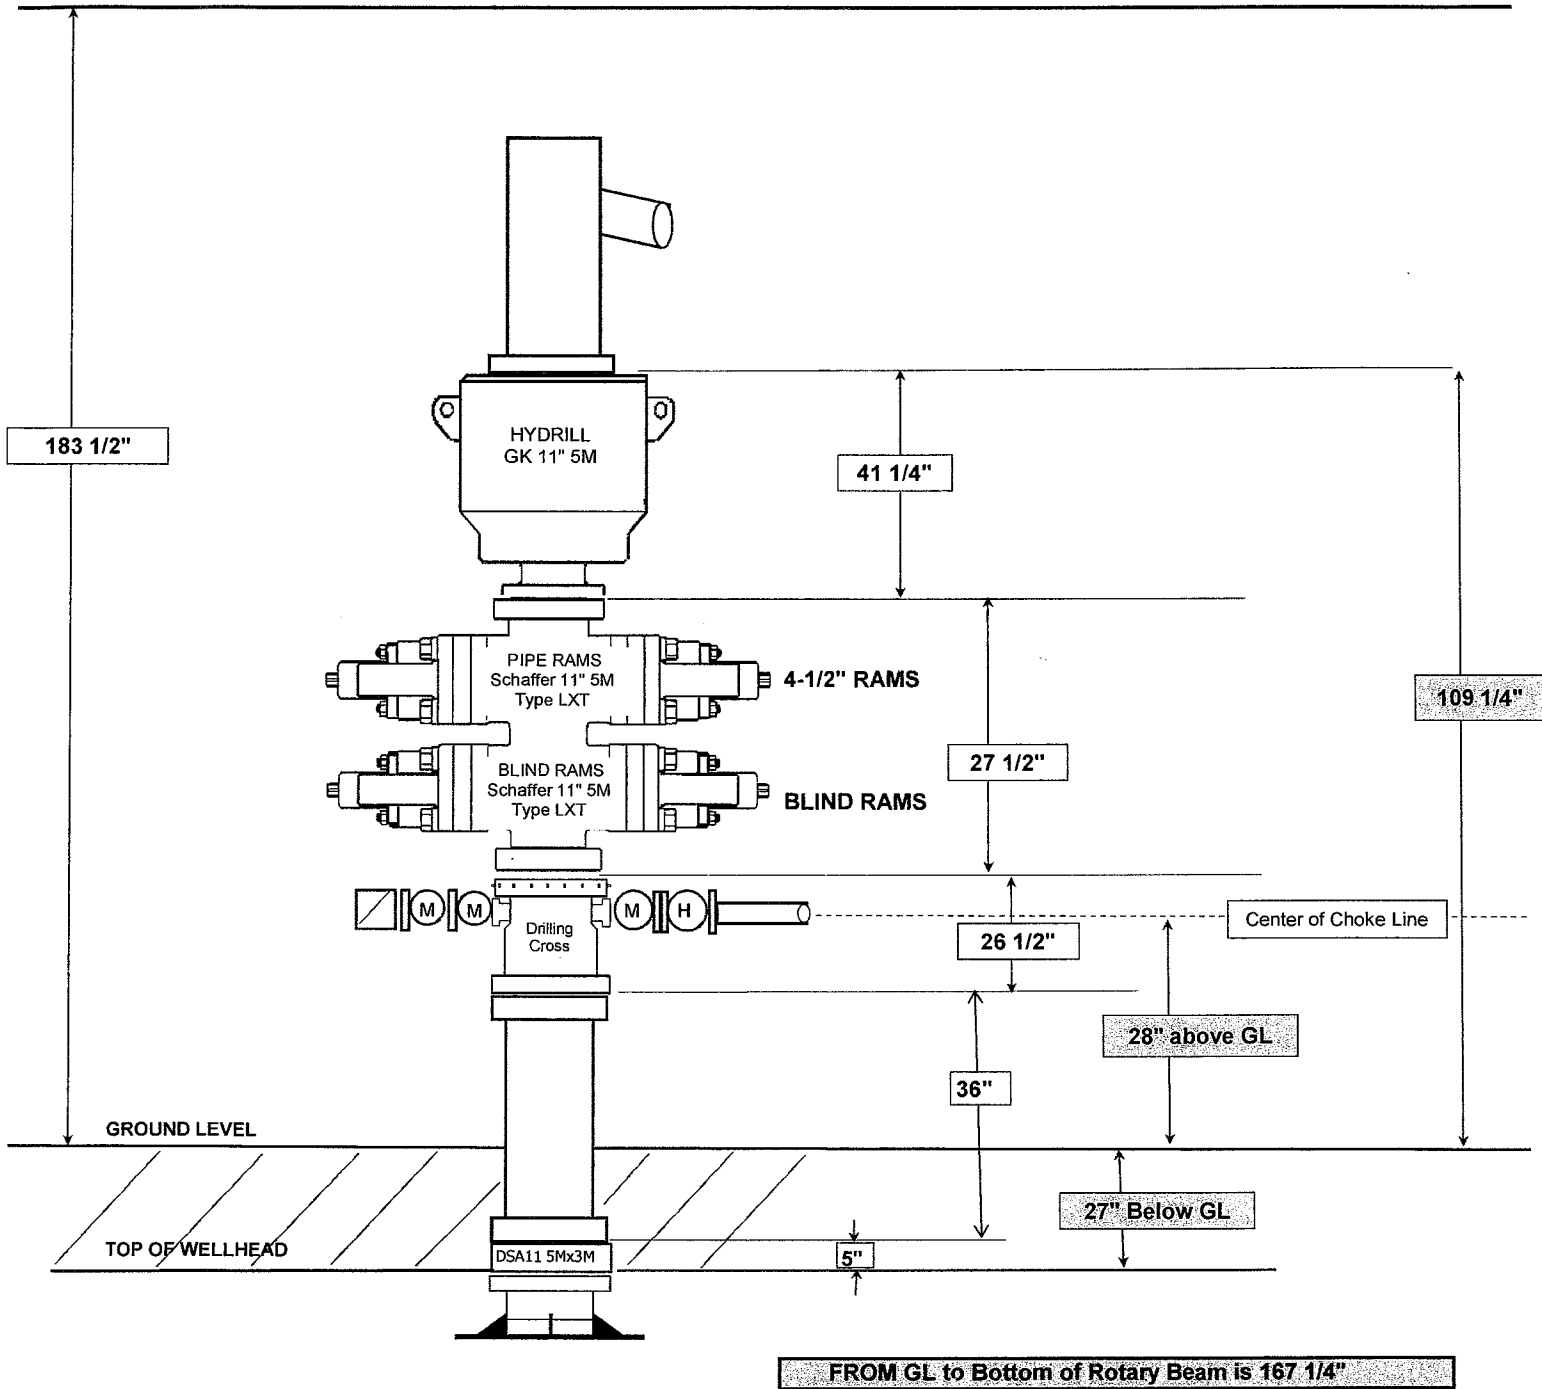 183 1/2"
HYDRILL
GK 11" 5M
41 1/4"
PIPE RAMS
Schaffer 11" 5M
Type LXT
4-1/2" RAMS
109 1/4"
27 1/2"
BLIND RAMS
Schaffer 11" 5M
Type LXT
BLIND RAMS
M
M
M
H
Drilling
Cross
Center of Choke Line
26 1/2"
28" above GL
36"
GROUND LEVEL
27" Below GL
TOP OF WELLHEAD
DSA11 5Mx3M
5"
FROM GL to Bottom of Rotary Beam is 167 1/4"